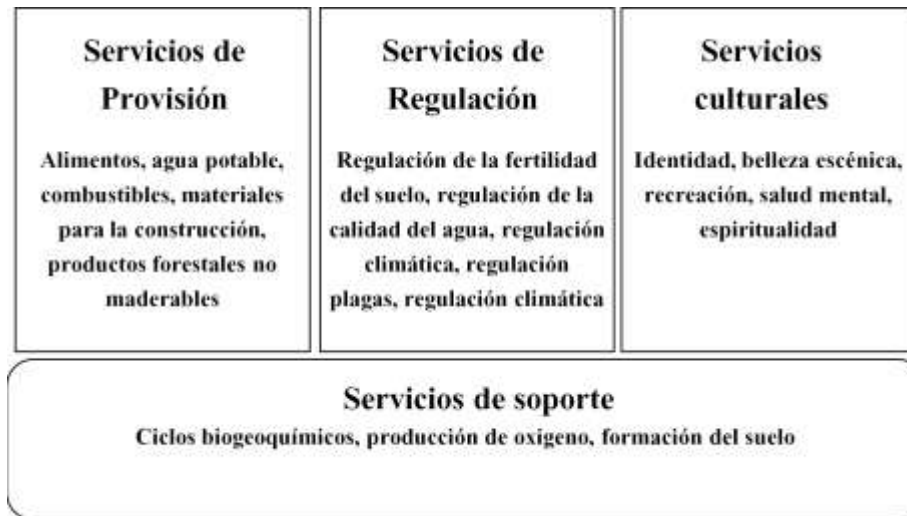 Servicios de
Provisión
Alimentos, agua potable,
combustibles, materiales
para la construcción,
productos forestales no
maderables
Servicios de
Regulación
Regulación de la fertilidad
del suelo, regulación de la
calidad del agua, regulación
climática, regulación
plagas, regulación climática
Servicios
culturales
Identidad, belleza escénica,
recreación, salud mental,
espiritualidad
Servicios de soporte
Ciclos biogeoquímicos, producción de oxigeno, formación del suelo